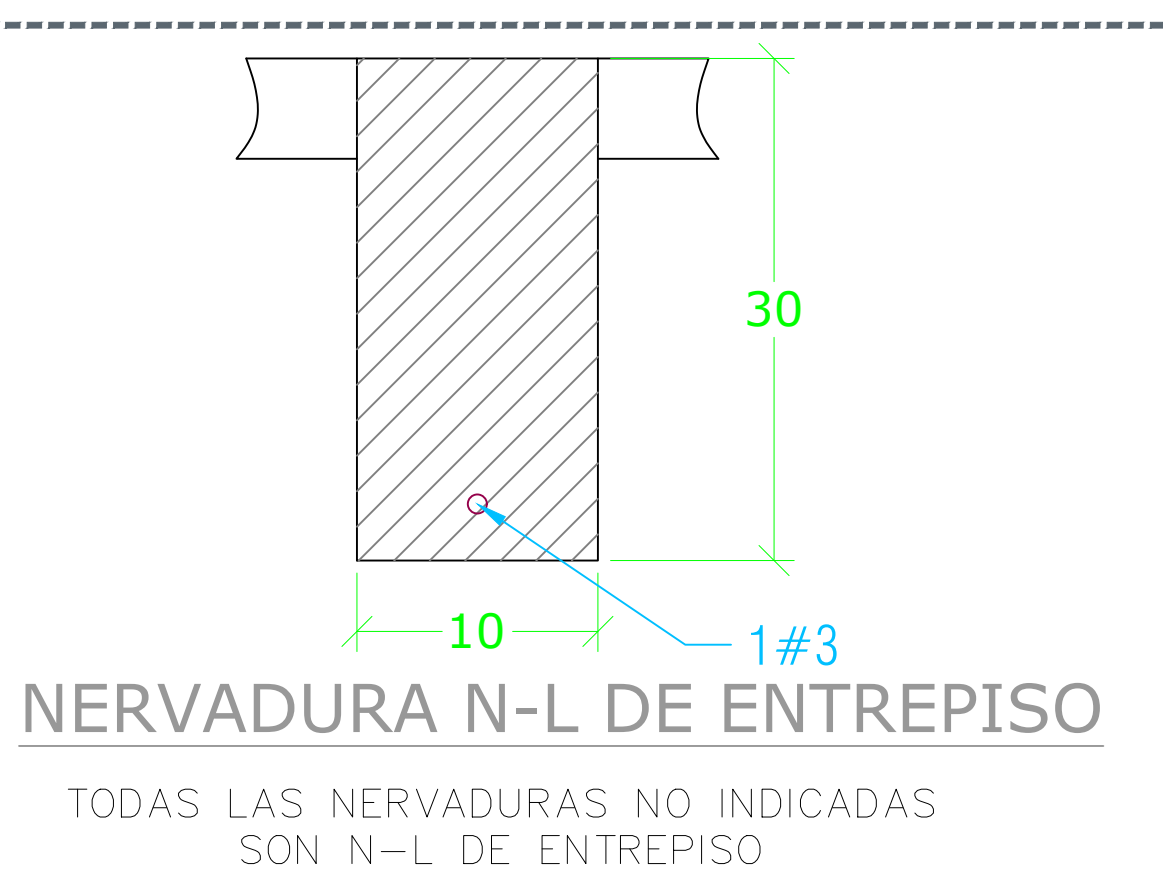 30
10
1#3
NERVADURA N-L DE ENTREPISO
TODAS LAS NERVADURAS NO INDICADAS
SON N-L DE ENTREPISO